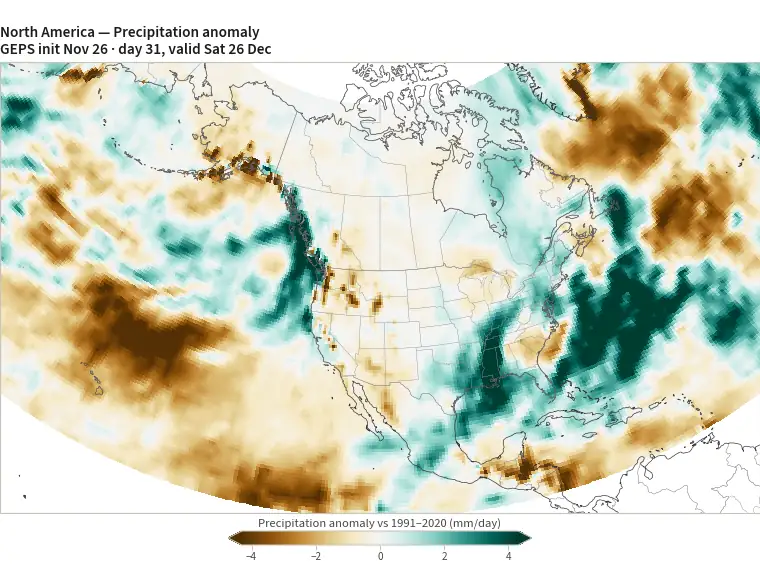 North America — Precipitation anomaly
GEPS init Nov 26 · day 31, valid Sat 26 Dec
Precipitation anomaly vs 1991–2020 (mm/day)
−4 −2 0 2 4